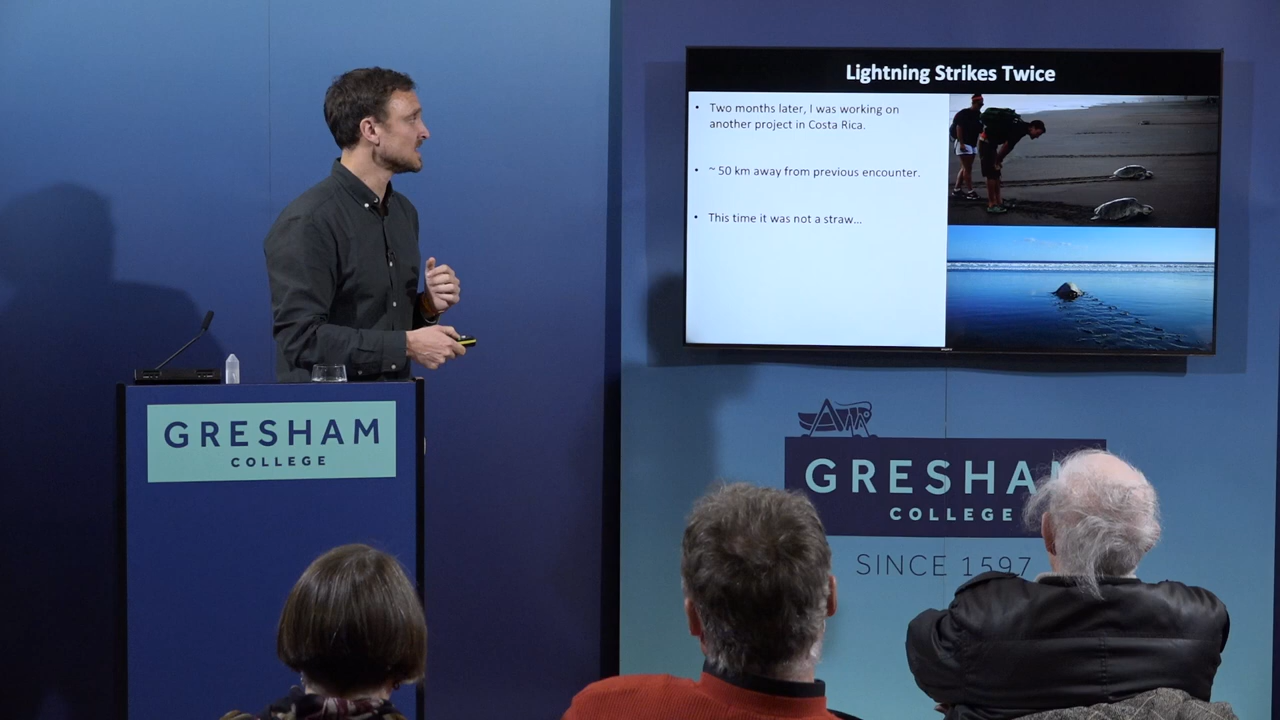 Lightning Strikes Twice
• Two months later, I was working on
another project in Costa Rica.
• ~ 50 km away from previous encounter.
• This time it was not a straw...
GRESHAM
COLLEGE
GRESHA
COLLEGE
SINCE 1597